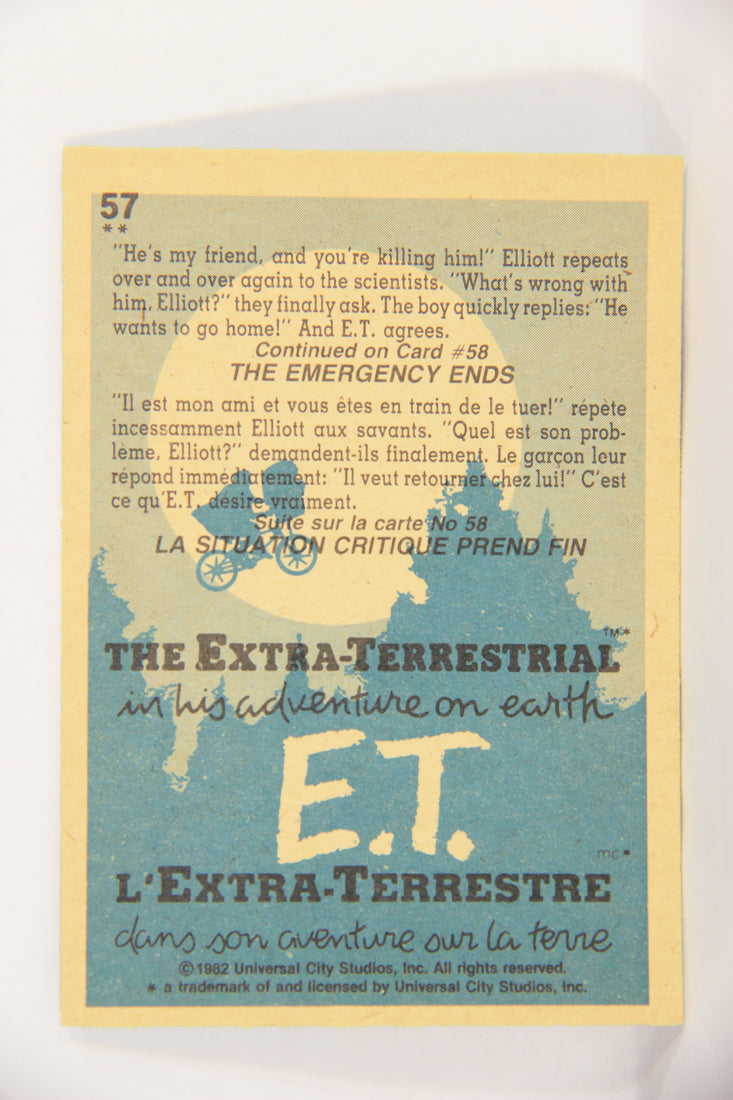 57
**
"He's my friend, and you're killing him!" Elliott repeats
over and over again to the scientists. "What's wrong with
him, Elliott?" they finally ask. The boy quickly replies: "He
wants to go home!" And E.T. agrees.
Continued on Card #58
THE EMERGENCY ENDS
"Il est mon ami et vous êtes en train de le tuer!" répète
incessamment Elliott aux savants. "Quel est son prob-
lème, Elliott?" demandent-ils finalement. Le garçon leur
répond immédiatement: "Il veut retourner chez lui!" C'est
ce qu'E.T. désire vraiment.
Suite sur la carte No 58
LA SITUATION CRITIQUE PREND FIN
TM*
THE EXTRA-TERRESTRIAL
in his adventure on earth
E.T.
mc*
L'EXTRA-TERRESTRE
dans son aventure sur la terre
©1982 Universal City Studios, Inc. All rights reserved.
* a trademark of and licensed by Universal City Studios, Inc.